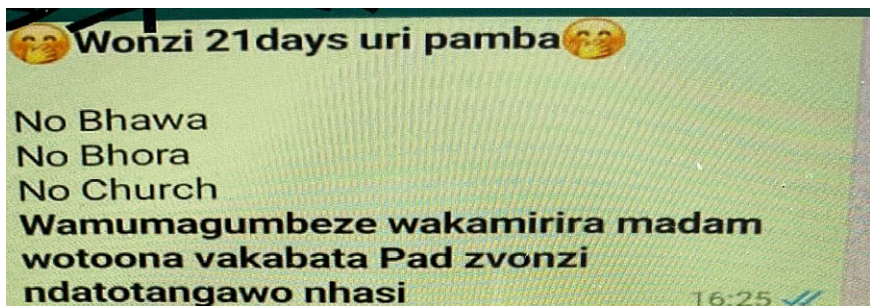 🤭Wonzi 21days uri pamba🤭
No Bhawa
No Bhora
No Church
Wamumagumbeze wakamirira madam
wotoona vakabata Pad zvonzi
ndatotangawo nhasi
16:25